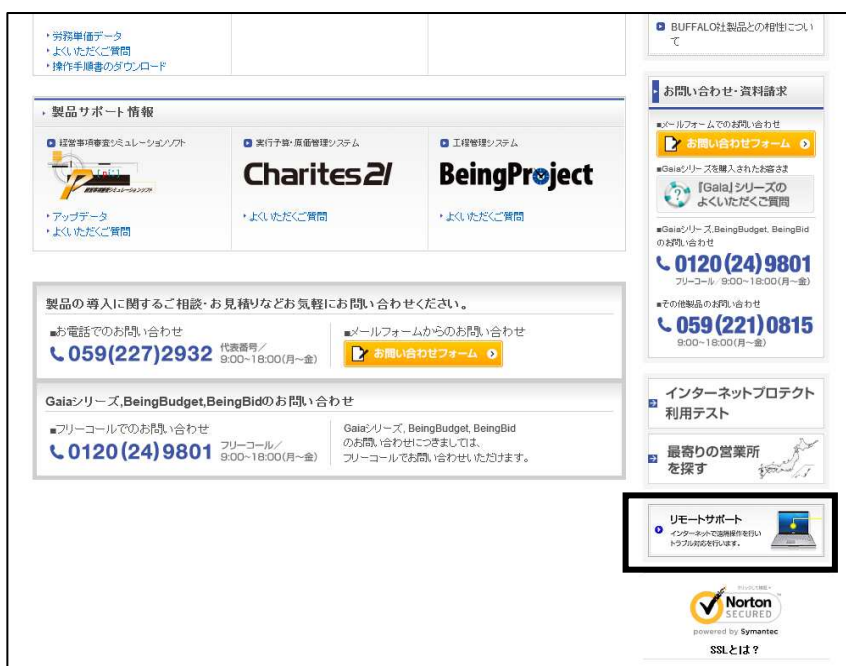 ・労務単価データ
・よくいただくご質問
・操作手順書のダウンロード
製品サポート情報
経営事項審査シミュレーションソフト
経営事項審査シミュレーションソフト
・アップデータ
・よくいただくご質問
実行予算・原価管理システム
Charites21
・よくいただくご質問
工程管理システム
BeingProject
・よくいただくご質問
製品の導入に関するご相談・お見積りなどお気軽にお問い合わせください。
■お電話でのお問い合わせ
059(227)2932 代表番号／
9:00~18:00(月~金)
■メールフォームからのお問い合わせ
お問い合わせフォーム
Gaiaシリーズ,BeingBudget,BeingBidのお問い合わせ
■フリーコールでのお問い合わせ
0120(24)9801 フリーコール／
9:00~18:00(月~金)
Gaiaシリーズ, BeingBudget, BeingBid
のお問い合わせにつきましては、
フリーコールでお問い合わせいただけます。
BUFFALO社製品との相性につい
て
お問い合わせ・資料請求
■メールフォームでのお問い合わせ
お問い合わせフォーム
■Gaiaシリーズを購入されたお客さま
『Gaia』シリーズの
よくいただくご質問
■Gaiaシリーズ,BeingBudget, BeingBid
のお問い合わせ
0120(24)9801
フリーコール／9:00~18:00(月~金)
■その他製品のお問い合わせ
059(221)0815
9:00~18:00(月~金)
インターネットプロテクト
利用テスト
最寄りの営業所
を探す
リモートサポート
インターネットで遠隔操作を行い
トラブル対応を行います。
Norton
SECURED
powered by Symantec
SSLとは？